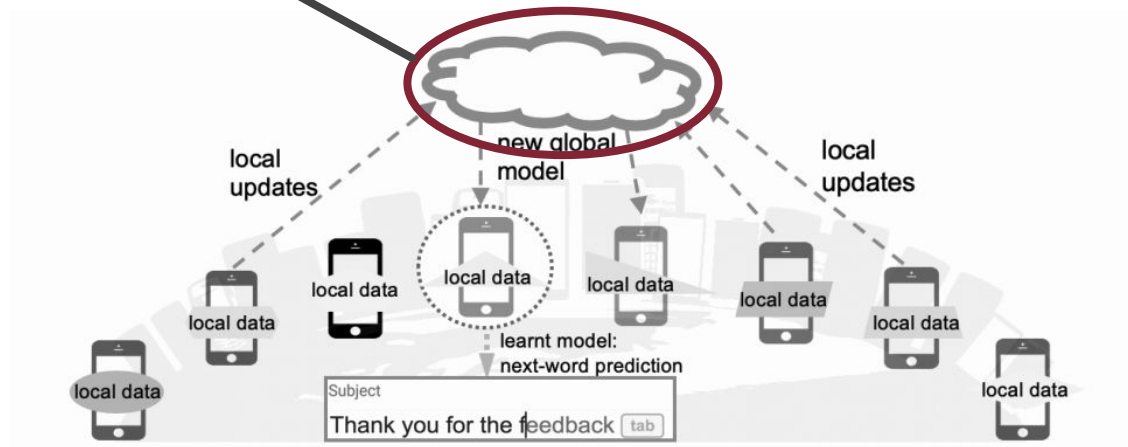 new global
model
local
updates
local
updates
local data
local data
local data
local data
local data
local data
local data
local data
learnt model:
next-word prediction
Subject
Thank you for the feedback tab